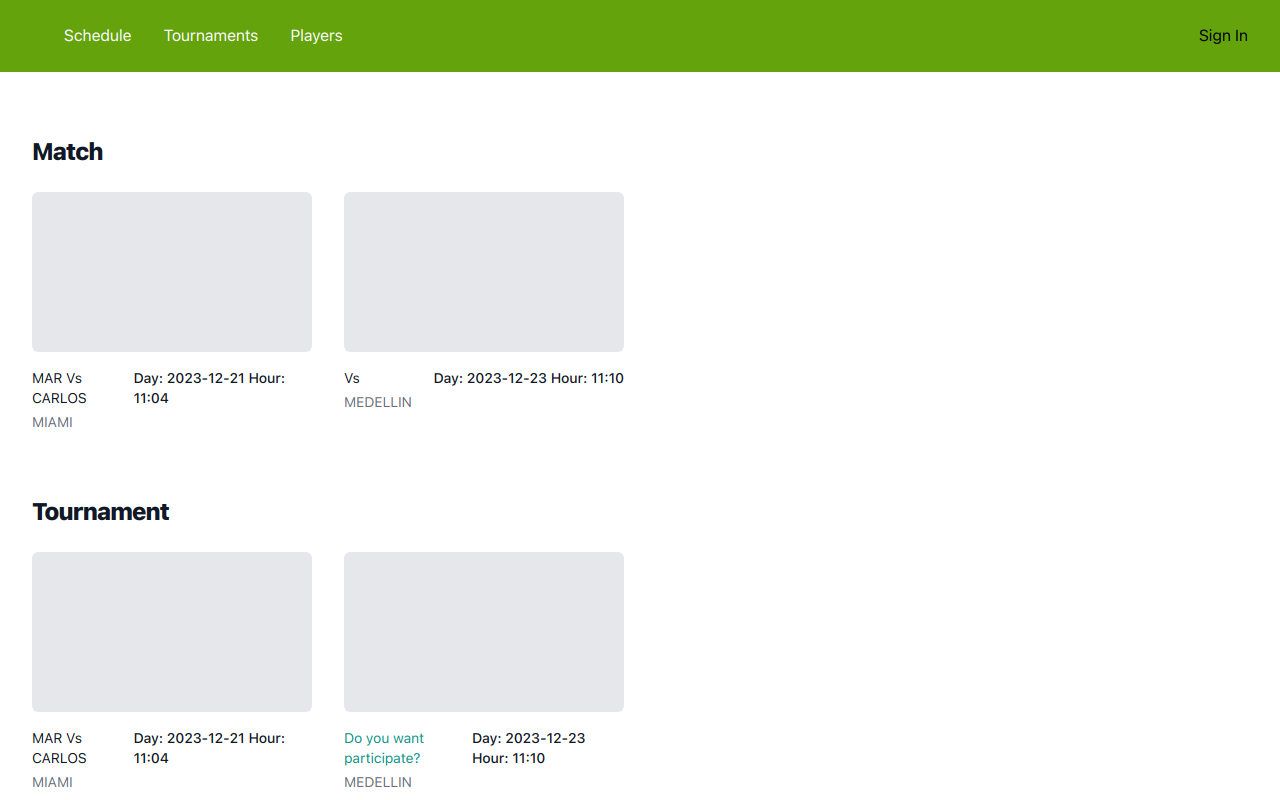 Schedule Tournaments Players Sign In
Match
MAR Vs
CARLOS
MIAMI
Day: 2023-12-21 Hour:
11:04
Vs
MEDELLIN
Day: 2023-12-23 Hour: 11:10
Tournament
MAR Vs
CARLOS
MIAMI
Day: 2023-12-21 Hour:
11:04
Do you want
participate?
MEDELLIN
Day: 2023-12-23
Hour: 11:10